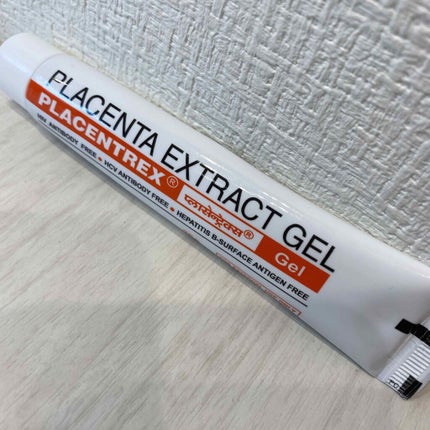 PLACENTA EXTRACT GEL
PLACENTREX® प्लासेन्ट्रेक्स® Gel
HIV ANTIBODY FREE • HCV ANTIBODY FREE • HEPATITIS B-SURFACE ANTIGEN FREE